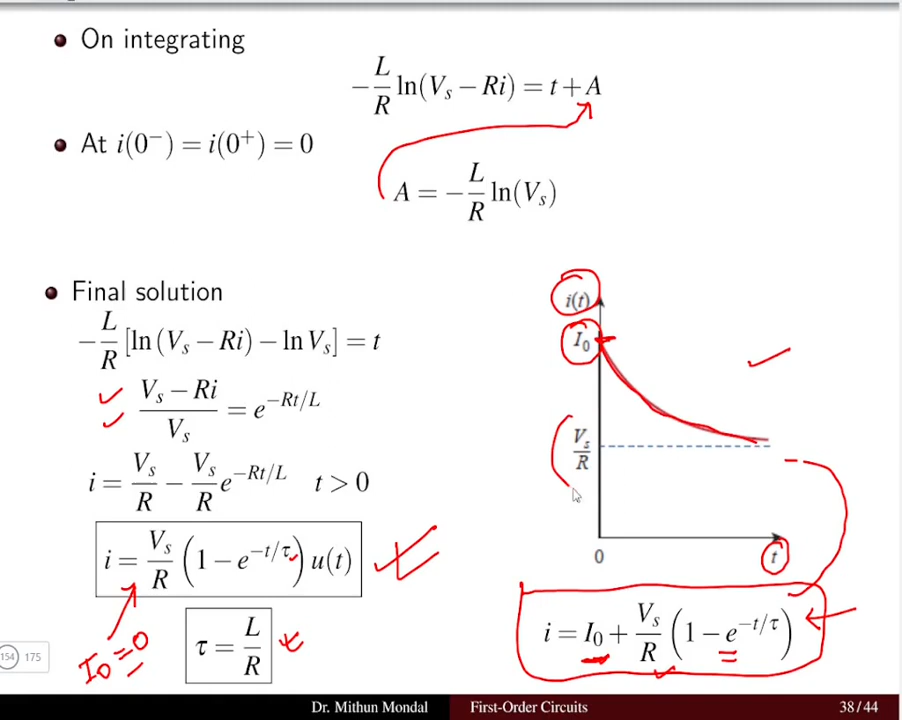 On integrating
−L/R ln(Vₛ − Ri) = t + A
At i(0⁻) = i(0⁺) = 0
A = −L/R ln(Vₛ)
Final solution
−L/R [ln(Vₛ − Ri) − ln Vₛ] = t
(Vₛ − Ri)/Vₛ = e^(−Rt/L)
i = Vₛ/R − Vₛ/R e^(−Rt/L)  t > 0
i = Vₛ/R (1 − e^(−t/τ)) u(t)
I₀ = 0
τ = L/R
i(t)
I₀
Vₛ/R
0
t
i = I₀ + Vₛ/R (1 − e^(−t/τ))
154 175
Dr. Mithun Mondal First-Order Circuits 38/44